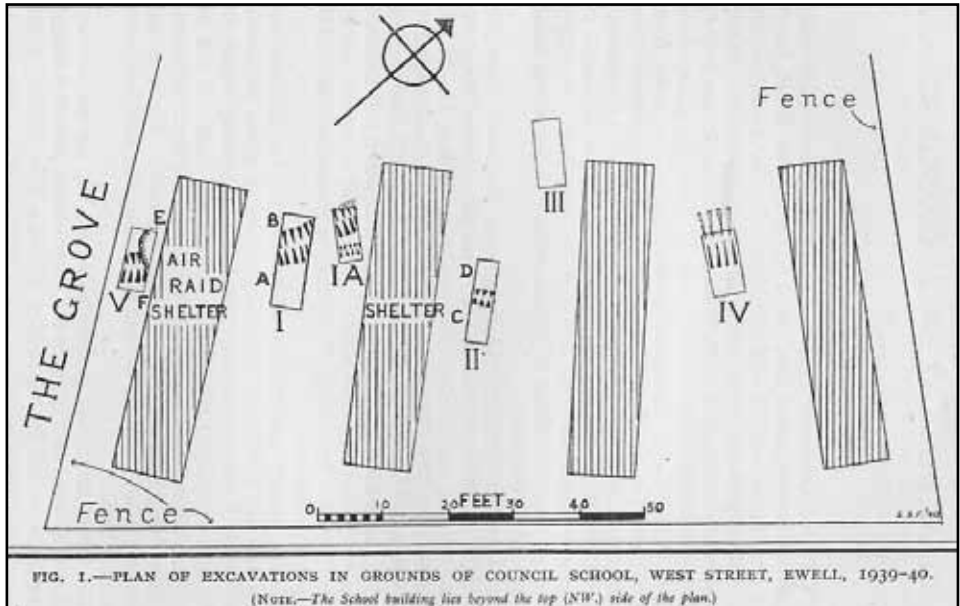 Fence
THE GROVE
III
B
E
IA
D
AIR
A
RAID
V
F
SHELTER
I
SHELTER
C
IV
II
FEET
0 10 20 30 40 50
Fence
FIG. I.—PLAN OF EXCAVATIONS IN GROUNDS OF COUNCIL SCHOOL, WEST STREET, EWELL, 1939-40.
(NOTE.—The School building lies beyond the top (NW.) side of the plan.)